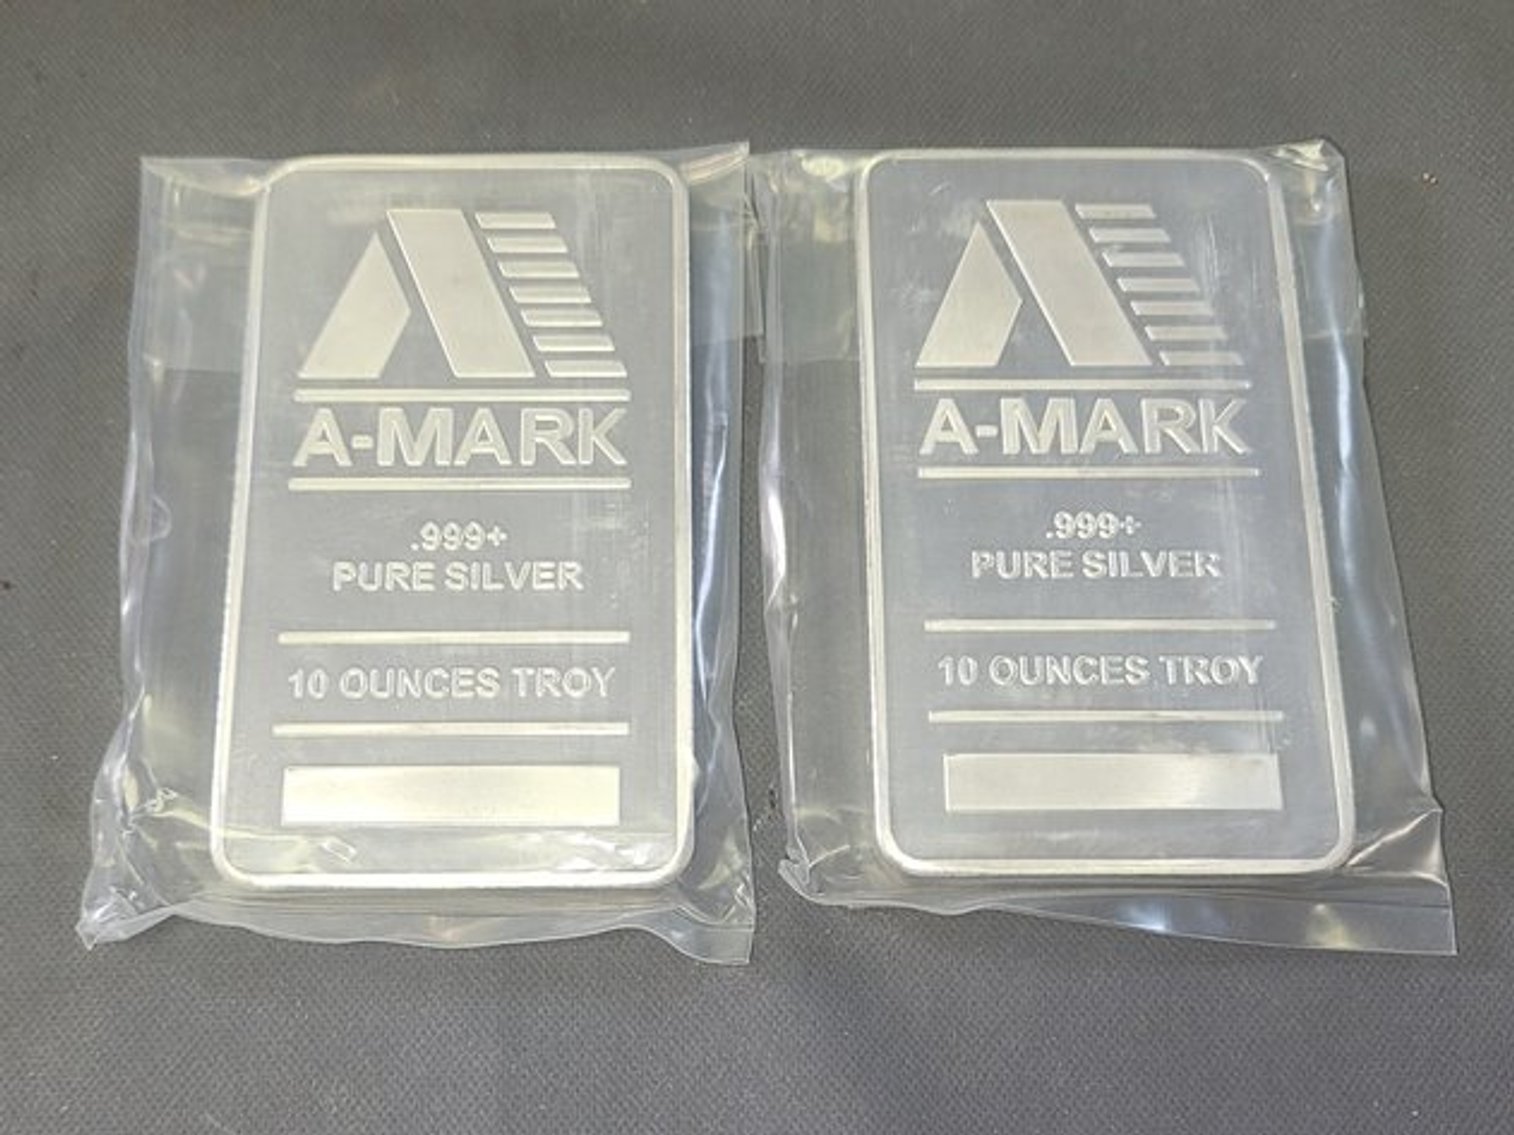 A-MARK
.999+
PURE SILVER
10 OUNCES TROY
A-MARK
.999+
PURE SILVER
10 OUNCES TROY